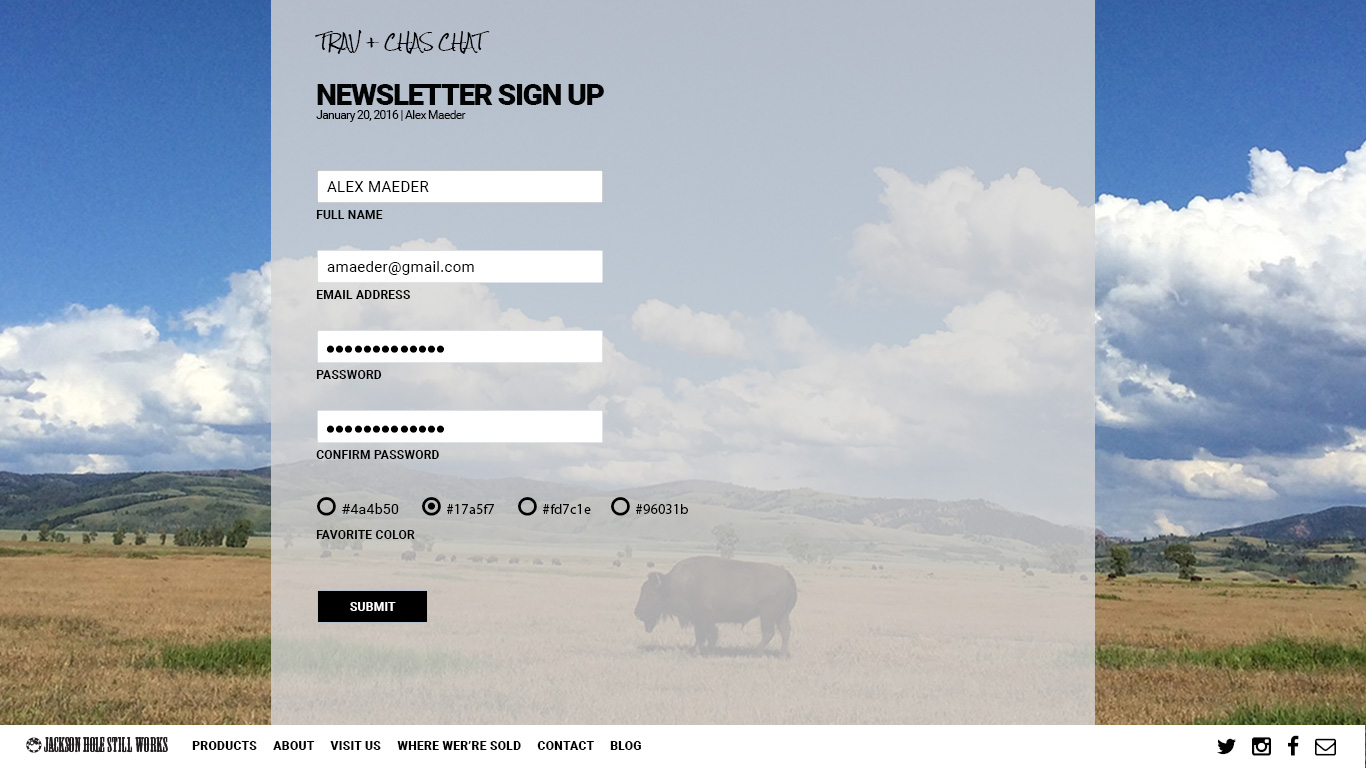 TRAV + CHAS CHAT
NEWSLETTER SIGN UP
January 20, 2016 | Alex Maeder
ALEX MAEDER
FULL NAME
amaeder@gmail.com
EMAIL ADDRESS
•••••••••••••
PASSWORD
•••••••••••••
CONFIRM PASSWORD
#4a4b50 #17a5f7 #fd7c1e #96031b
FAVORITE COLOR
SUBMIT
JACKSON HOLE STILL WORKS PRODUCTS ABOUT VISIT US WHERE WER'RE SOLD CONTACT BLOG